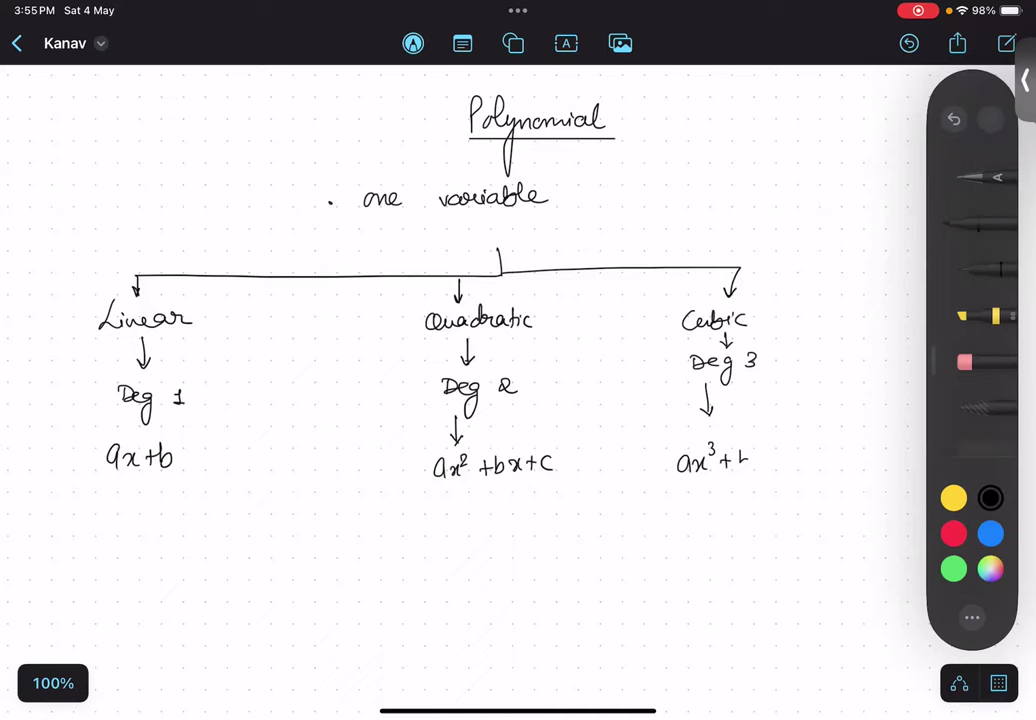 3:55 PM Sat 4 May
98%
Kanav
A
A
80
Polynomial
. one variable
Linear Quadratic Cubic
Deg 1 Deg 2 Deg 3
ax+b ax² +bx+c ax³ +
100%